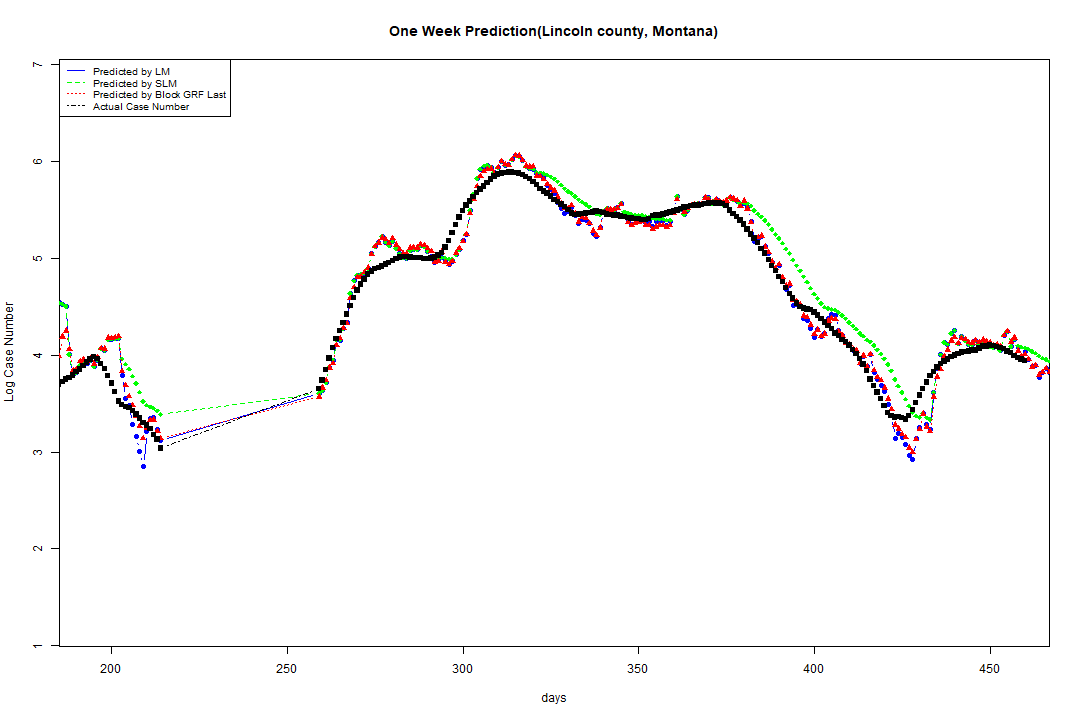 One Week Prediction(Lincoln county, Montana)
7
Predicted by LM
Predicted by SLM
Predicted by Block GRF Last
Actual Case Number
6
5
4
3
2
1
Log Case Number
200 250 300 350 400 450
days